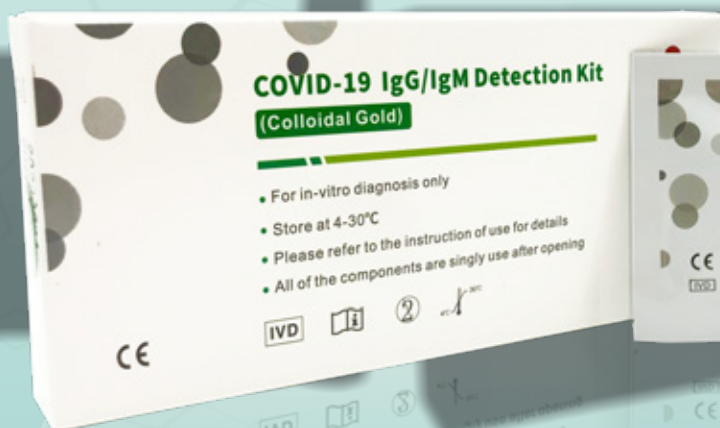 COVID-19 IgG/IgM Detection Kit
(Colloidal Gold)
• For in-vitro diagnosis only
• Store at 4-30℃
• Please refer to the instruction of use for details
• All of the components are singly use after opening
IVD
2
CE
CE
IVD